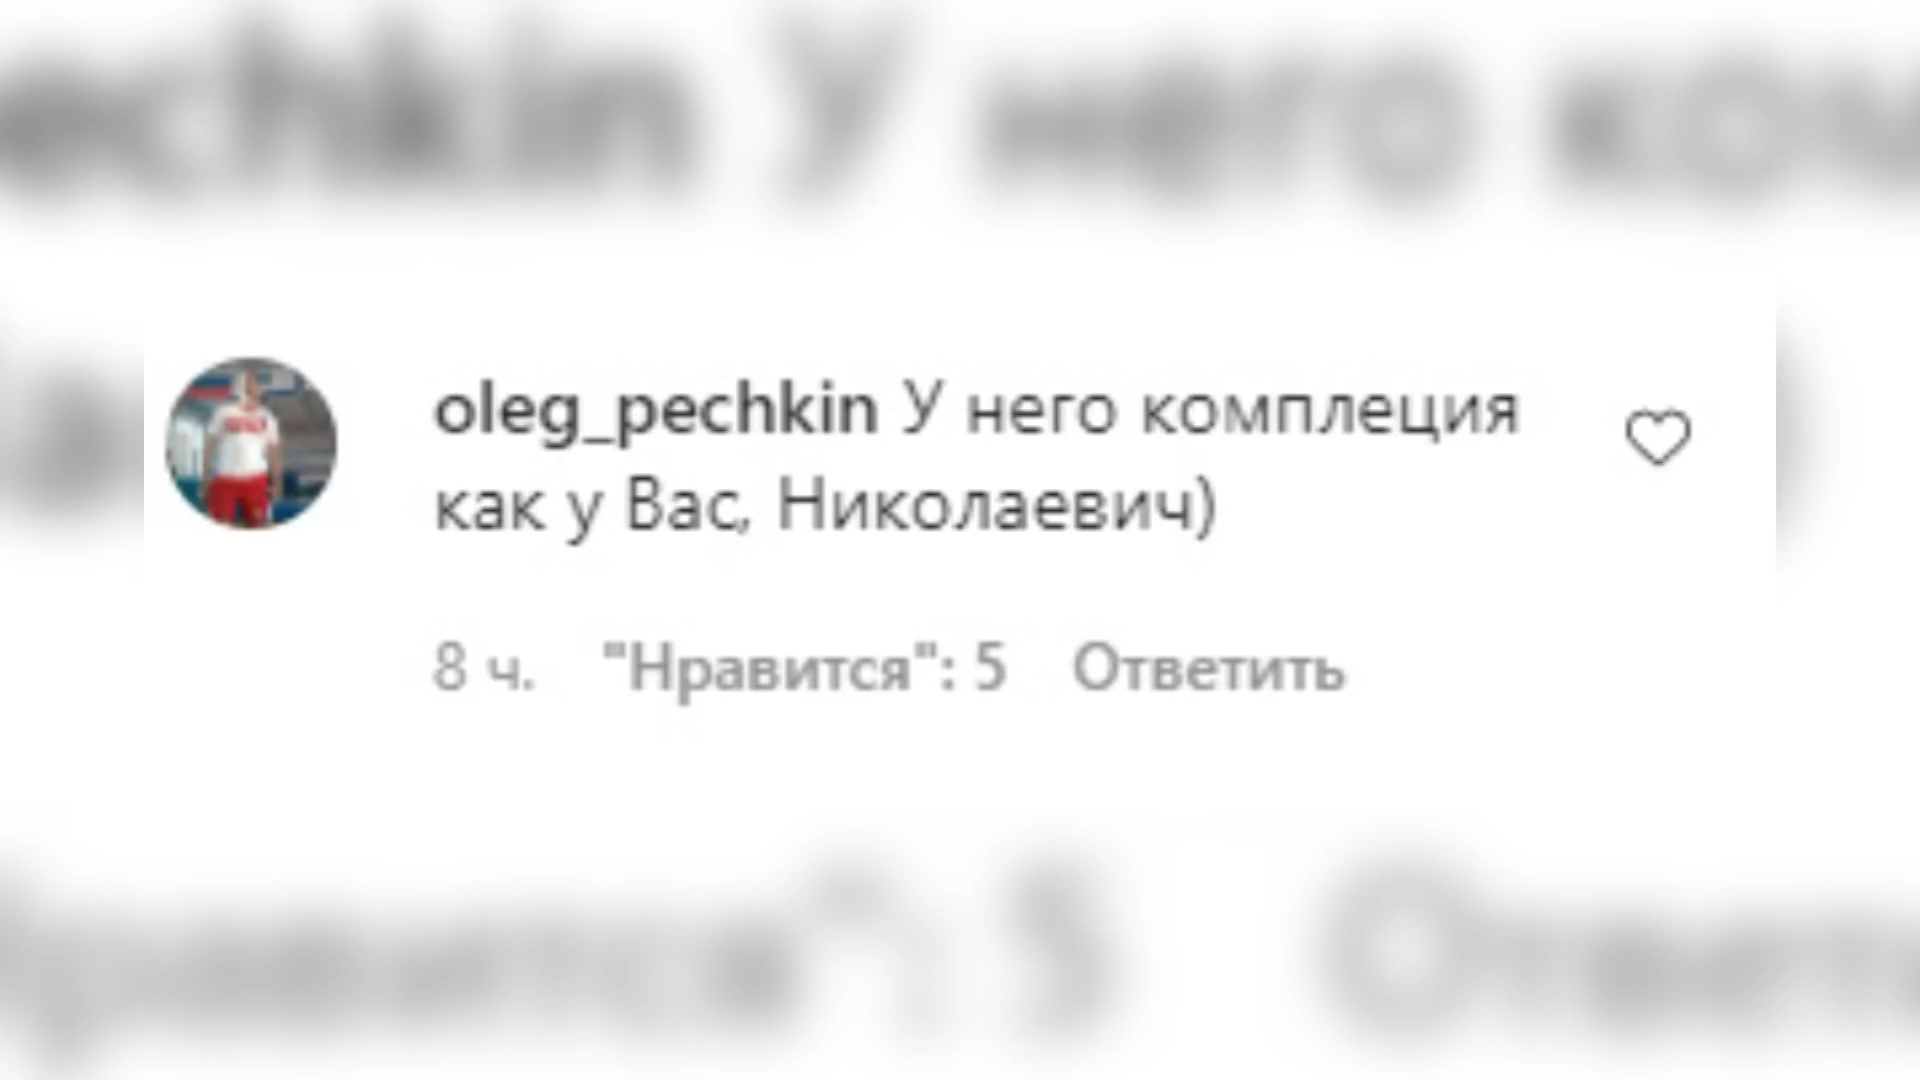 oleg_pechkin У него комплеция
как у Вас, Николаевич)
8 ч. "Нравится": 5 Ответить